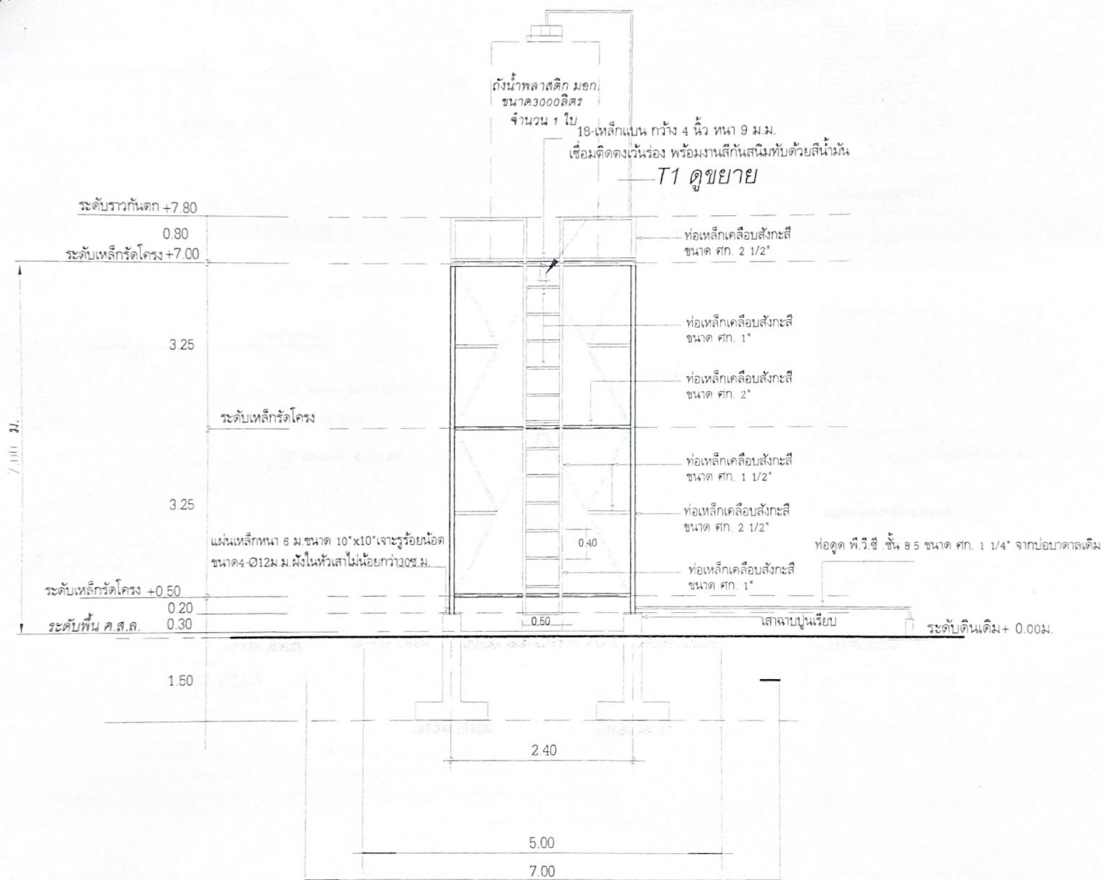 ถังน้ำพลาสติก มอก.
ขนาด3000ลิตร
จำนวน 1 ใบ
18-เหล็กแบน กว้าง 4 นิ้ว หนา 9 ม.ม.
เชื่อมติดตงเว้นร่อง พร้อมงานสีกันสนิมทับด้วยสีน้ำมัน
T1 ดูขยาย
ระดับราวกันตก +7.80
0.80
ระดับเหล็กรัดโครง +7.00
ท่อเหล็กเคลือบสังกะสี
ขนาด ศก. 2 1/2"
ท่อเหล็กเคลือบสังกะสี
ขนาด ศก. 1"
3.25
ท่อเหล็กเคลือบสังกะสี
ขนาด ศก. 2"
ระดับเหล็กรัดโครง
7.00 ม.
ท่อเหล็กเคลือบสังกะสี
ขนาด ศก. 1 1/2"
3.25
ท่อเหล็กเคลือบสังกะสี
ขนาด ศก. 2 1/2"
แผ่นเหล็กหนา 6 ม.ขนาด 10"x10"เจาะรูร้อยน้อต
ขนาด4-Ø12ม ม.ฝังในหัวเสาไม่น้อยกว่า30ซ.ม.
0.40
ท่อดูด พี.วี.ซี .ชั้น 8 5 ขนาด ศก. 1 1/4" จากบ่อบาดาลเดิม
ท่อเหล็กเคลือบสังกะสี
ขนาด ศก. 1"
ระดับเหล็กรัดโครง +0.50
0.20
ระดับพื้น ค.ส.ล.
0.30
0.60
เสาฉาบปูนเรียบ
ระดับดินเดิม+ 0.00ม.
1.50
2.40
5.00
7.00